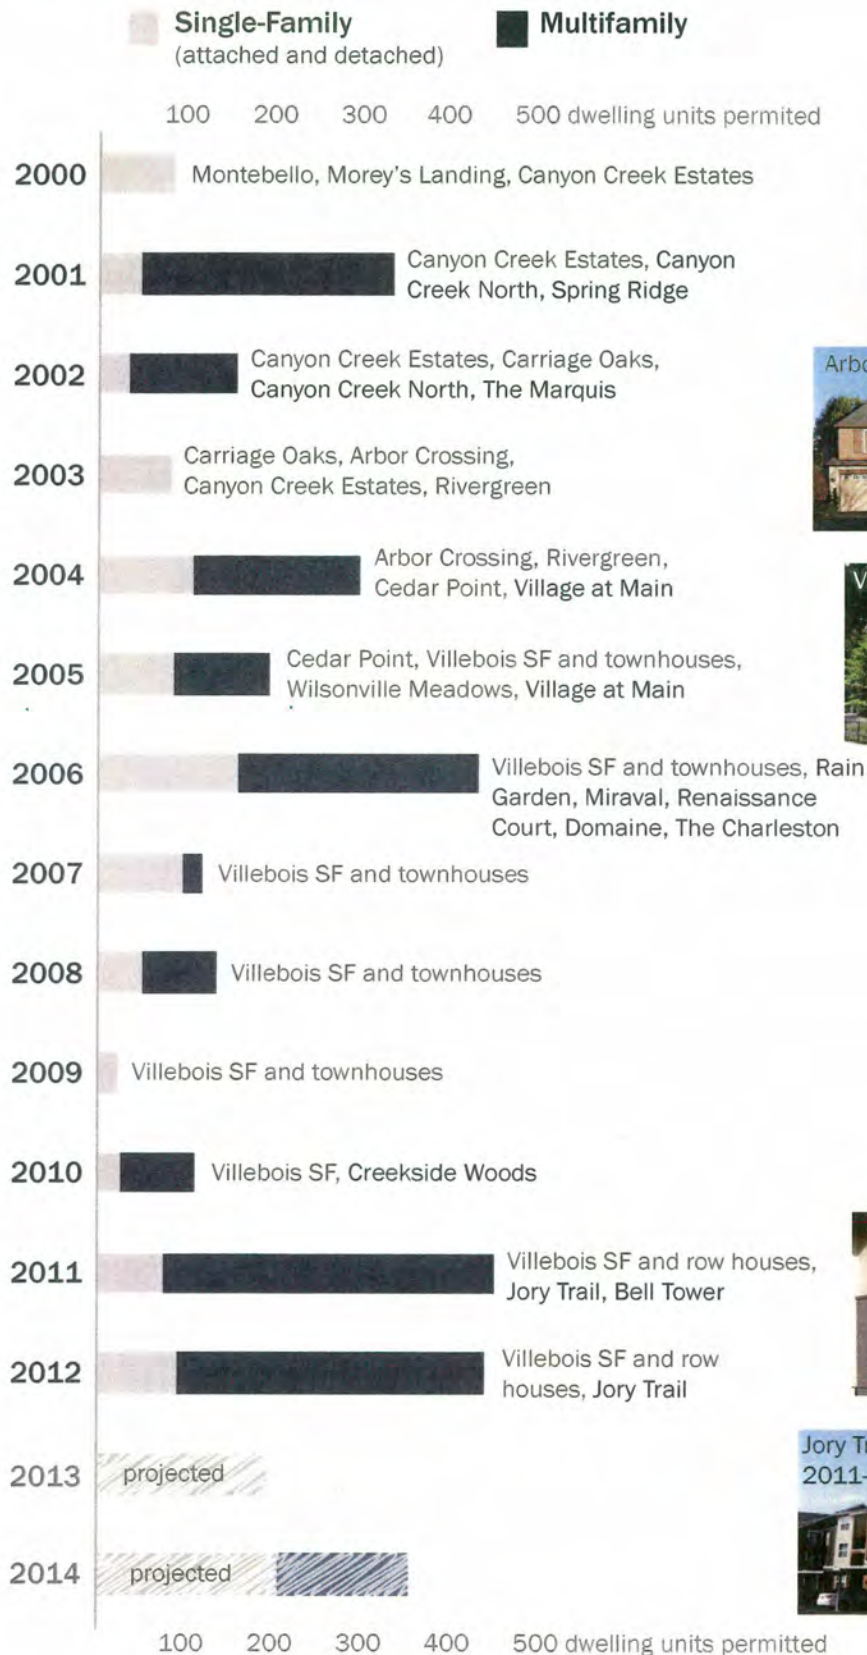 Single-Family
(attached and detached)
Multifamily
100 200 300 400 500 dwelling units permited
2000 Montebello, Morey's Landing, Canyon Creek Estates
2001 Canyon Creek Estates, Canyon
Creek North, Spring Ridge
2002 Canyon Creek Estates, Carriage Oaks,
Canyon Creek North, The Marquis
Arbo
2003 Carriage Oaks, Arbor Crossing,
Canyon Creek Estates, Rivergreen
2004 Arbor Crossing, Rivergreen,
Cedar Point, Village at Main
V
2005 Cedar Point, Villebois SF and townhouses,
Wilsonville Meadows, Village at Main
2006 Villebois SF and townhouses, Rain
Garden, Miraval, Renaissance
Court, Domaine, The Charleston
2007 Villebois SF and townhouses
2008 Villebois SF and townhouses
2009 Villebois SF and townhouses
2010 Villebois SF, Creekside Woods
2011 Villebois SF and row houses,
Jory Trail, Bell Tower
2012 Villebois SF and row
houses, Jory Trail
2013 projected
Jory Tr
2011-
2014 projected
100 200 300 400 500 dwelling units permitted